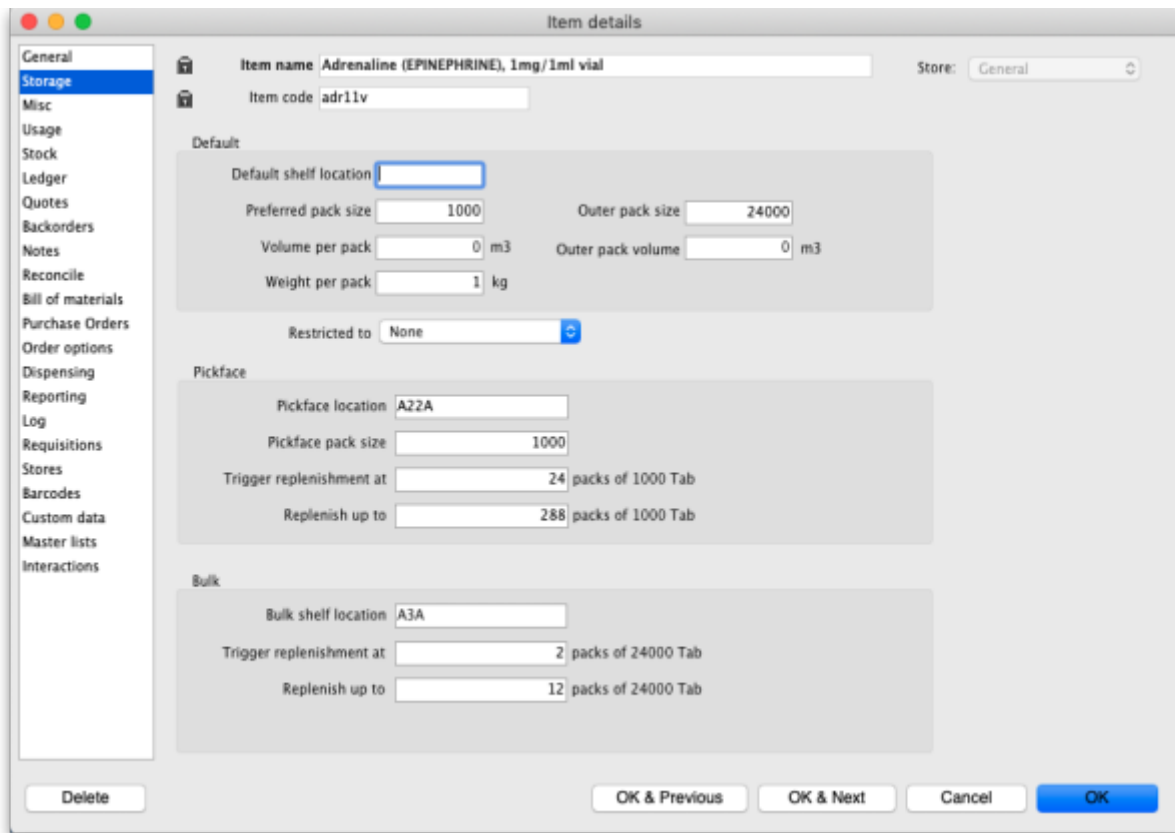 Item details
General
Storage
Misc
Usage
Stock
Ledger
Quotes
Backorders
Notes
Reconcile
Bill of materials
Purchase Orders
Order options
Dispensing
Reporting
Log
Requisitions
Stores
Barcodes
Custom data
Master lists
Interactions
Item name Adrenaline (EPINEPHRINE), 1mg/1ml vial Store: General
Item code adr11v
Default
Default shelf location
Preferred pack size 1000 Outer pack size 24000
Volume per pack 0 m3 Outer pack volume 0 m3
Weight per pack 1 kg
Restricted to None
Pickface
Pickface location A22A
Pickface pack size 1000
Trigger replenishment at 24 packs of 1000 Tab
Replenish up to 288 packs of 1000 Tab
Bulk
Bulk shelf location A3A
Trigger replenishment at 2 packs of 24000 Tab
Replenish up to 12 packs of 24000 Tab
Delete OK & Previous OK & Next Cancel OK